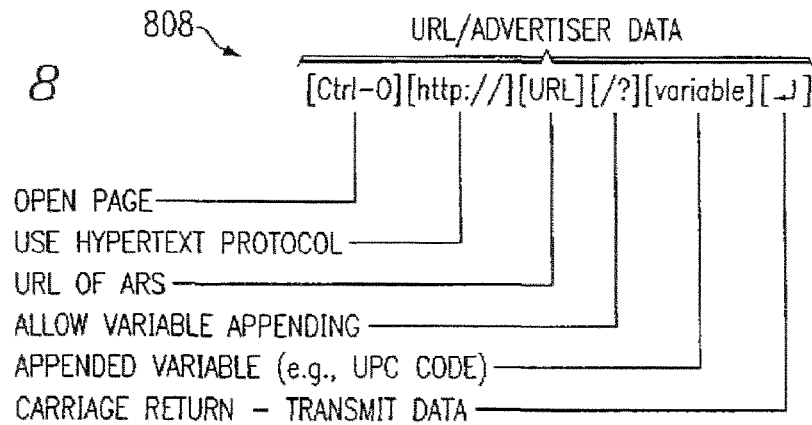 808
URL/ADVERTISER DATA
8
[Ctrl-O][http://][URL][/?][variable][↵]
OPEN PAGE
USE HYPERTEXT PROTOCOL
URL OF ARS
ALLOW VARIABLE APPENDING
APPENDED VARIABLE (e.g., UPC CODE)
CARRIAGE RETURN - TRANSMIT DATA